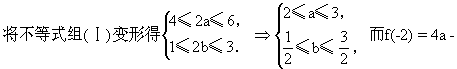 将不等式组(Ⅰ)变形得{4≤2a≤6, 1≤2b≤3. ⇒ {2≤a≤3, 1/2≤b≤3/2, 而f(-2) = 4a -